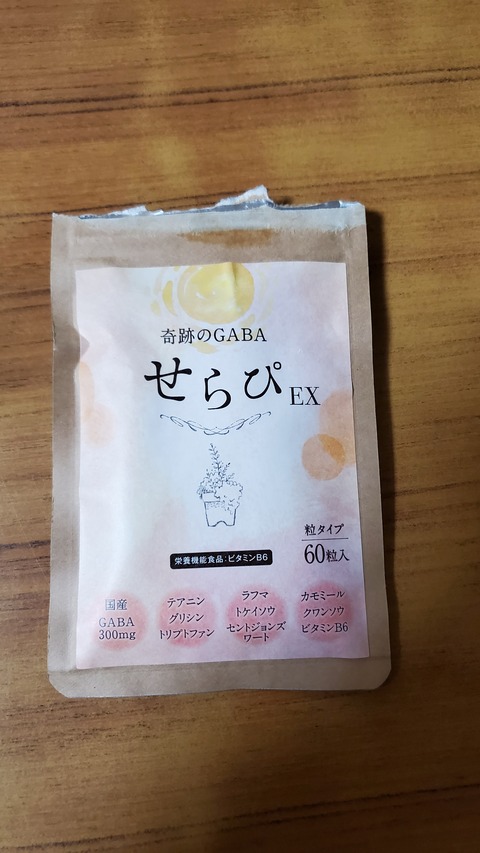 奇跡のGABA
せらぴEX
粒タイプ
60粒入
栄養機能食品:ビタミンB6
国産
GABA
300mg
テアニン
グリシン
トリプトファン
ラフマ
トケイソウ
セントジョンズ
ワート
カモミール
クワンソウ
ビタミンB6